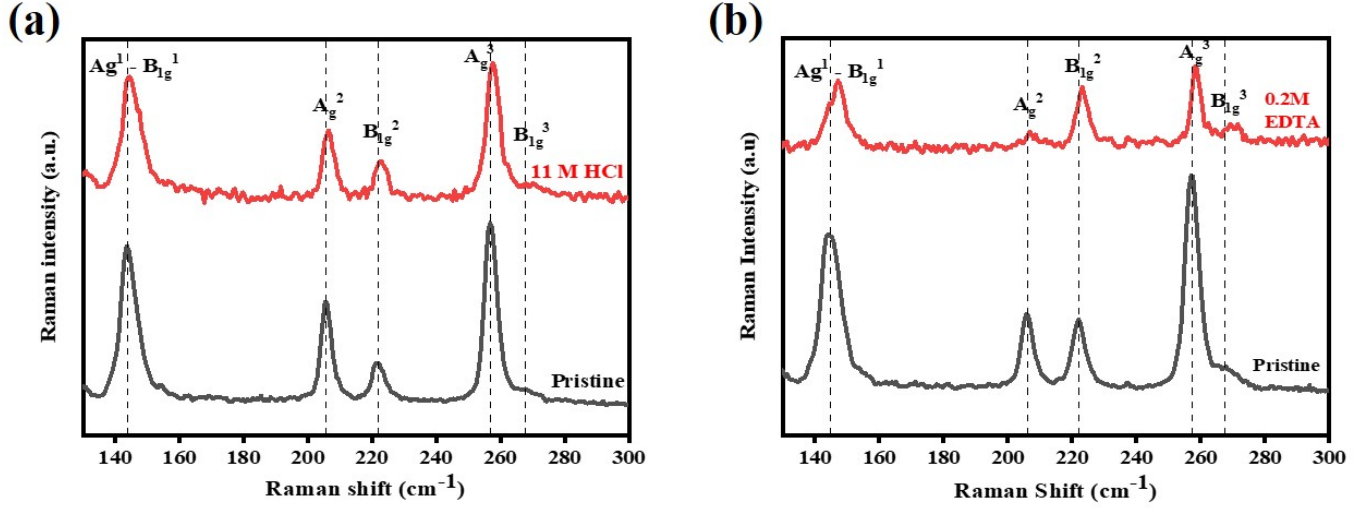 (a)
Ag¹ - B₁g¹
Ag²
B₁g²
Ag³
B₁g³
11 M HCl
Pristine
Raman intensity (a.u.)
140 160 180 200 220 240 260 280 300
Raman shift (cm⁻¹)
(b)
Ag¹ - B₁g¹
Ag²
B₁g²
Ag³
B₁g³
0.2M
EDTA
Pristine
Raman Intensity (a.u)
140 160 180 200 220 240 260 280 300
Raman Shift (cm⁻¹)